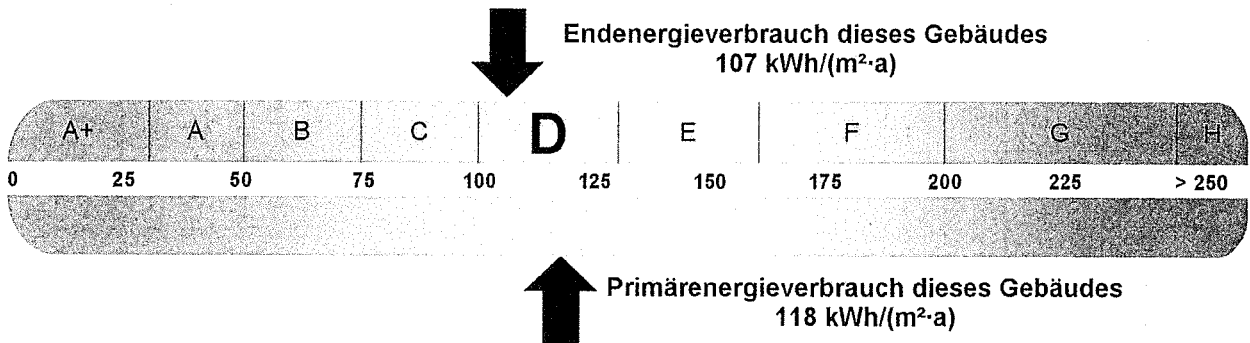 Endenergieverbrauch dieses Gebäudes
107 kWh/(m²·a)
A+ A B C D E F G H
0 25 50 75 100 125 150 175 200 225 > 250
Primärenergieverbrauch dieses Gebäudes
118 kWh/(m²·a)